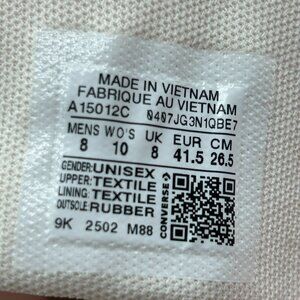 MADE IN VIETNAM
FABRIQUE AU VIETNAM
A15012C 0407JG3N1QBE7
MENS WO'S UK EUR CM
8 10 8 41.5 26.5
GENDER: UNISEX
UPPER: TEXTILE
LINING: TEXTILE
OUTSOLE: RUBBER
CONVERSE
9K 2502 M88